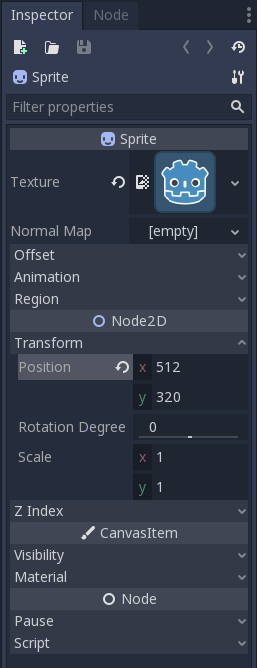 Inspector Node
Sprite
Filter properties
Sprite
Texture
Normal Map [empty]
Offset
Animation
Region
Node2D
Transform
Position x 512
y 320
Rotation Degree 0
Scale x 1
y 1
Z Index
CanvasItem
Visibility
Material
Node
Pause
Script